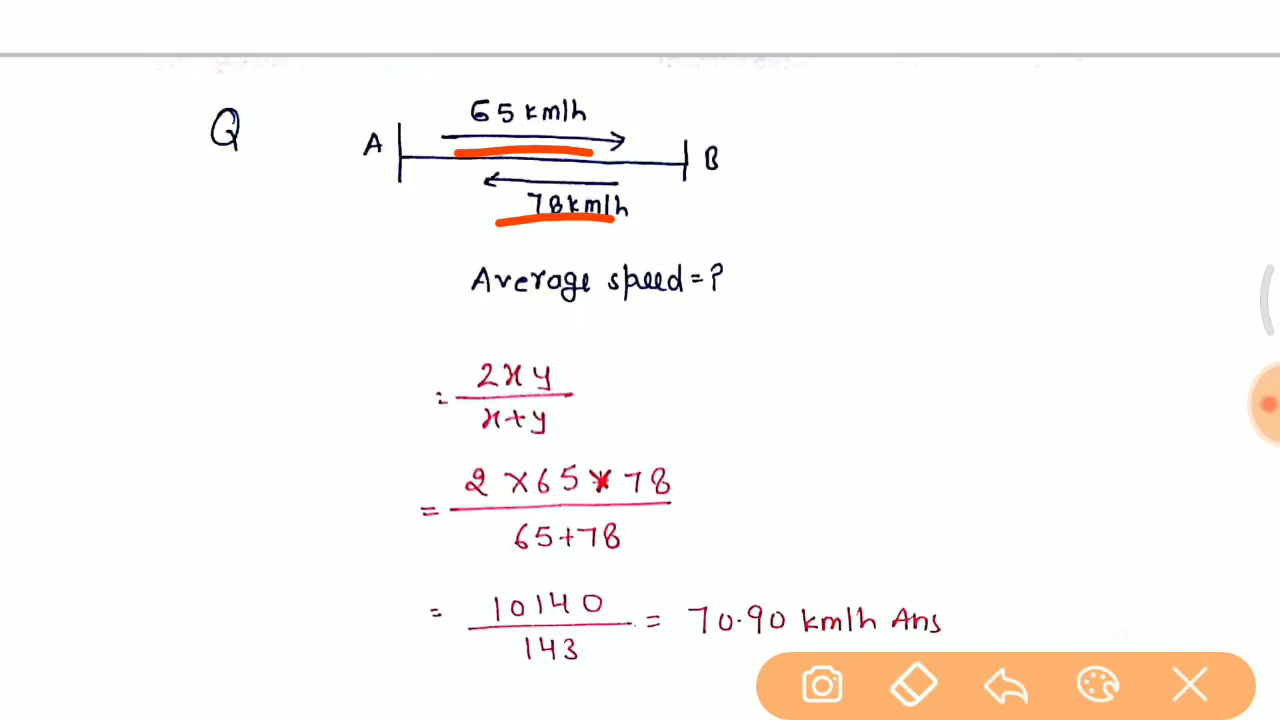 Q
65 km/h
A B
78 km/h
Average speed = ?
= 2xy / x+y
= 2 × 65 × 78 / 65+78
= 10140 / 143 = 70.90 km/h Ans